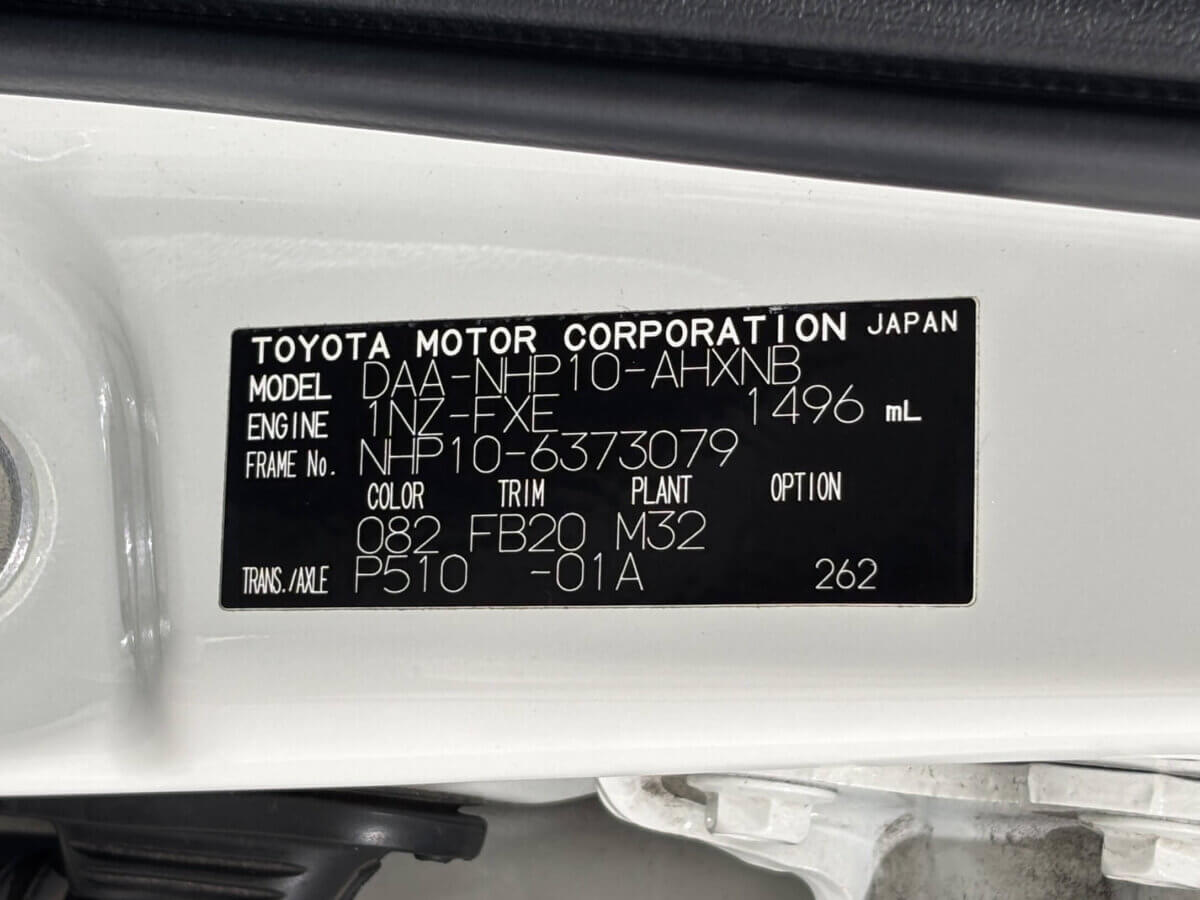 TOYOTA MOTOR CORPORATION JAPAN
MODEL DAA-NHP10-AHXNB
ENGINE 1NZ-FXE 1496 mL
FRAME No. NHP10-6373079
COLOR TRIM PLANT OPTION
082 FB20 M32
TRANS./AXLE P510 -01A 262